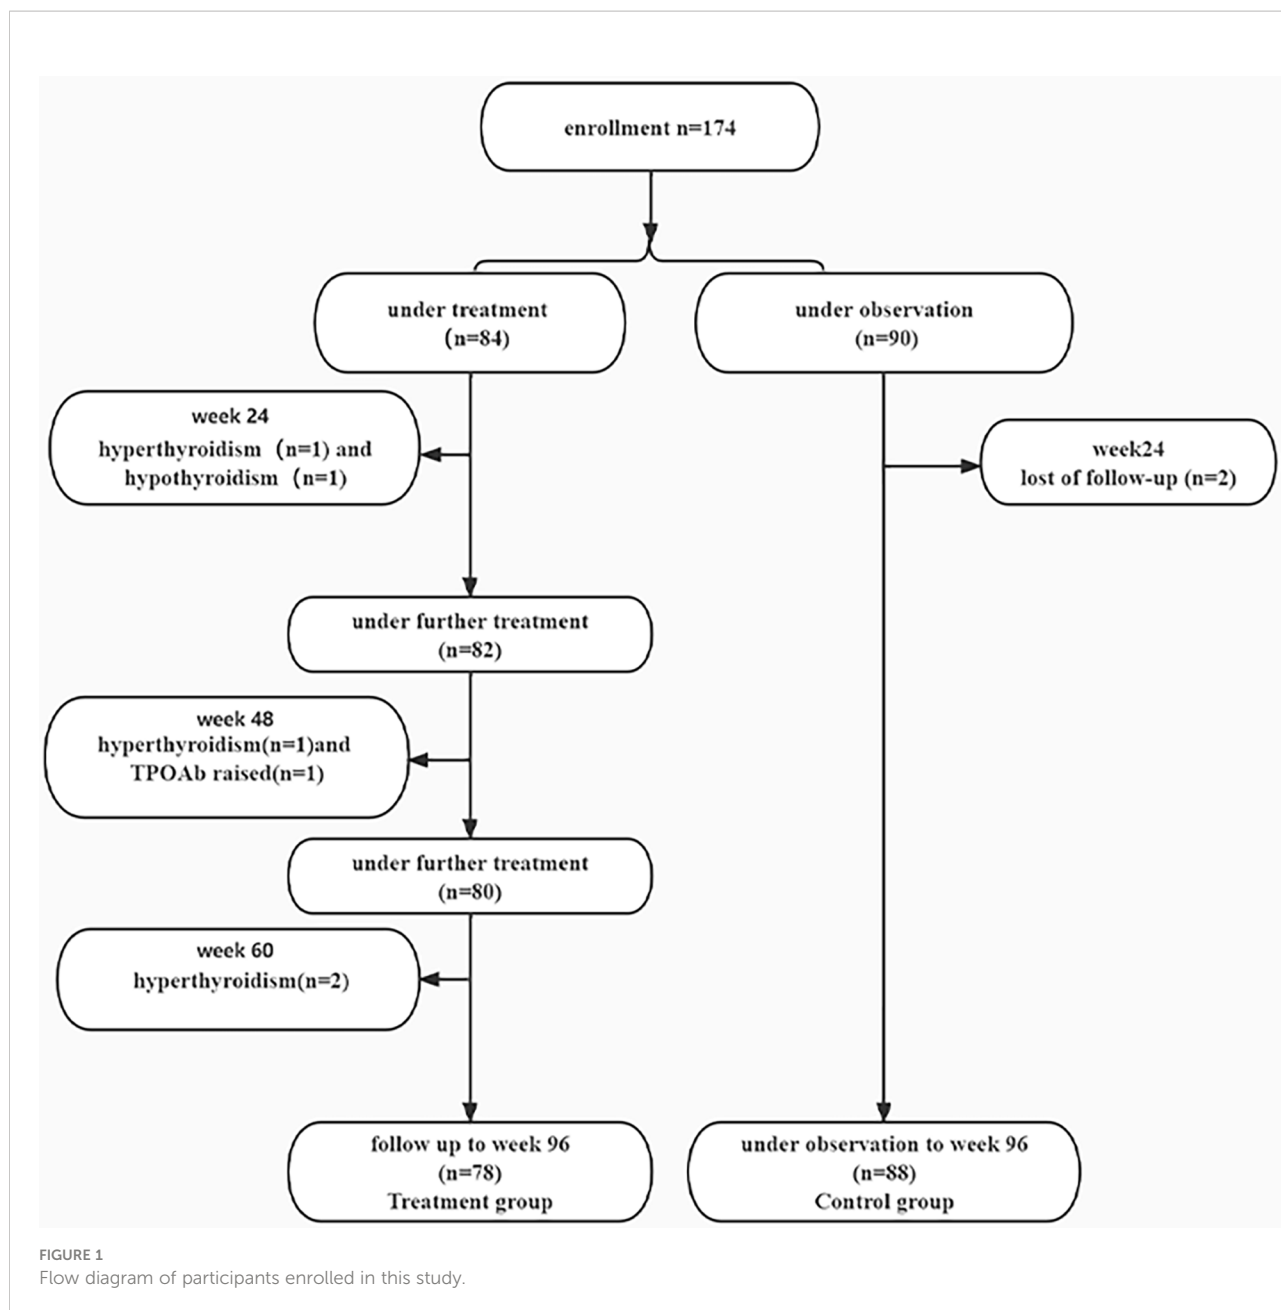 enrollment n=174
under treatment
(n=84)
under observation
(n=90)
week 24
hyperthyroidism (n=1) and
hypothyroidism (n=1)
week24
lost of follow-up (n=2)
under further treatment
(n=82)
week 48
hyperthyroidism(n=1)and
TPOAb raised(n=1)
under further treatment
(n=80)
week 60
hyperthyroidism(n=2)
follow up to week 96
(n=78)
Treatment group
under observation to week 96
(n=88)
Control group
FIGURE 1
Flow diagram of participants enrolled in this study.